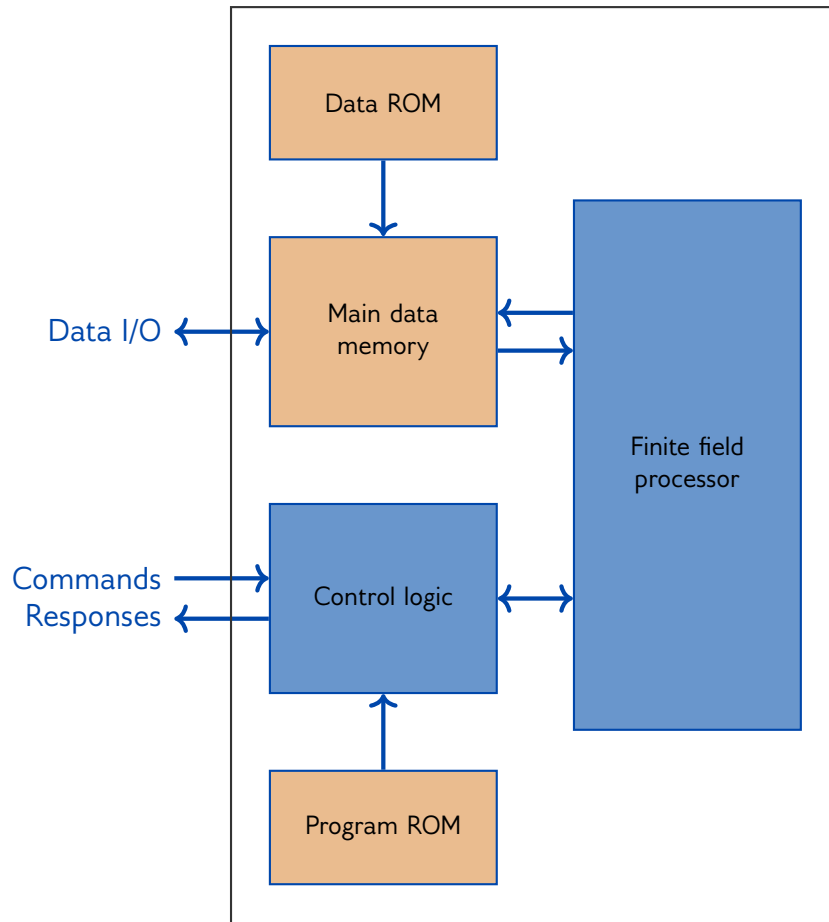 Data ROM
Data I/O
Main data
memory
Finite field
processor
Commands
Responses
Control logic
Program ROM